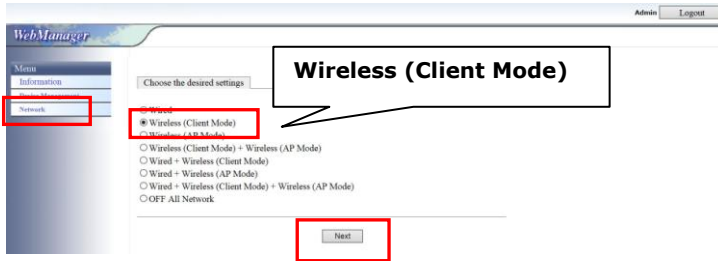 Admin Logout
WebManager
Menu
Information
Device Management
Network
Choose the desired settings
Wireless (Client Mode)
Wired
Wireless (Client Mode)
Wireless (AP Mode)
Wireless (Client Mode) + Wireless (AP Mode)
Wired + Wireless (Client Mode)
Wired + Wireless (AP Mode)
Wired + Wireless (Client Mode) + Wireless (AP Mode)
OFF All Network
Next